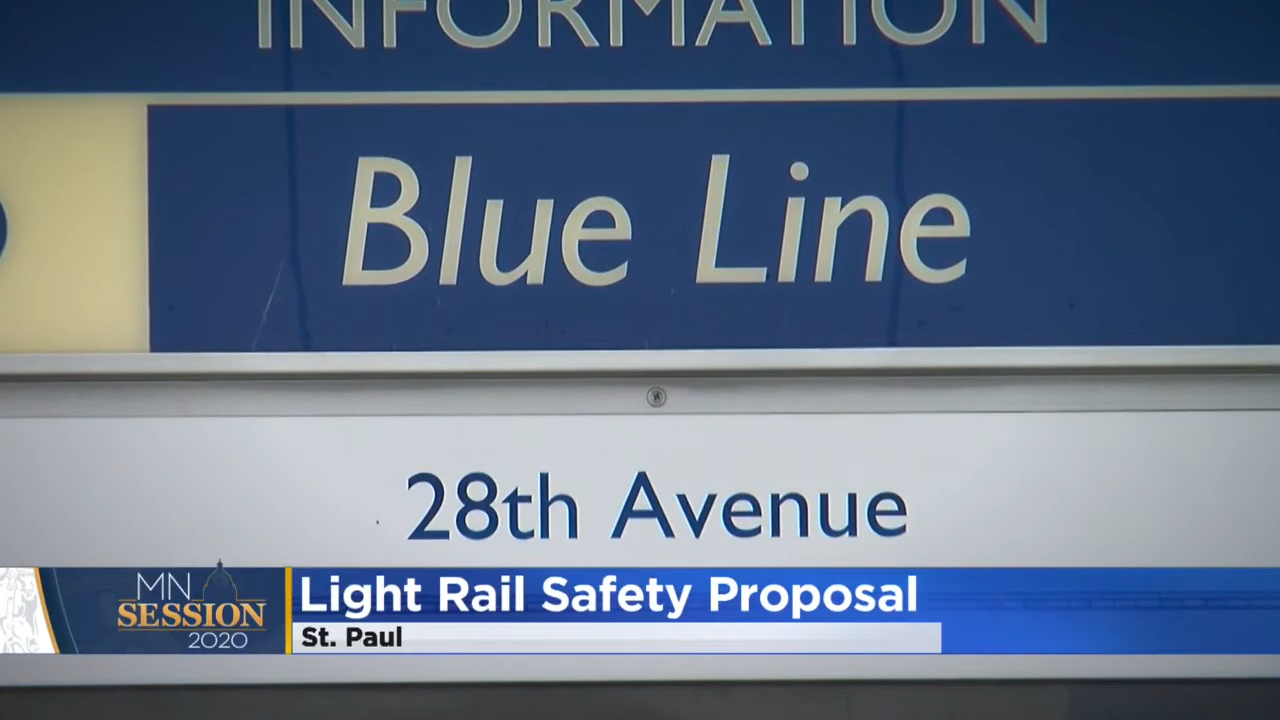 INFORMATION
Blue Line
28th Avenue
MN
SESSION
2020
Light Rail Safety Proposal
St. Paul